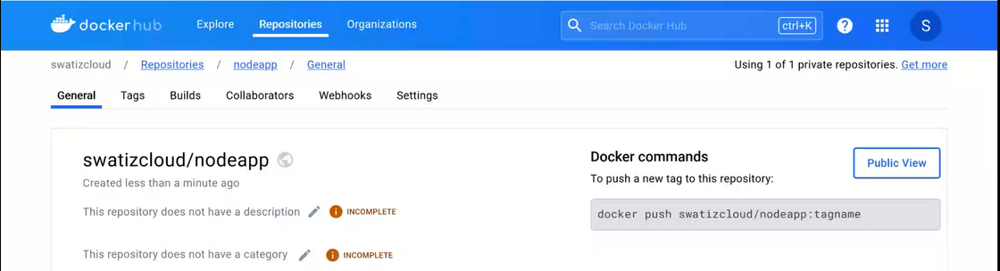 dockerhub Explore Repositories Organizations Search Docker Hub ctrl+K ? S
swatizcloud / Repositories / nodeapp / General Using 1 of 1 private repositories. Get more
General Tags Builds Collaborators Webhooks Settings
swatizcloud/nodeapp
Created less than a minute ago
This repository does not have a description i INCOMPLETE
This repository does not have a category i INCOMPLETE
Docker commands
Public View
To push a new tag to this repository:
docker push swatizcloud/nodeapp:tagname